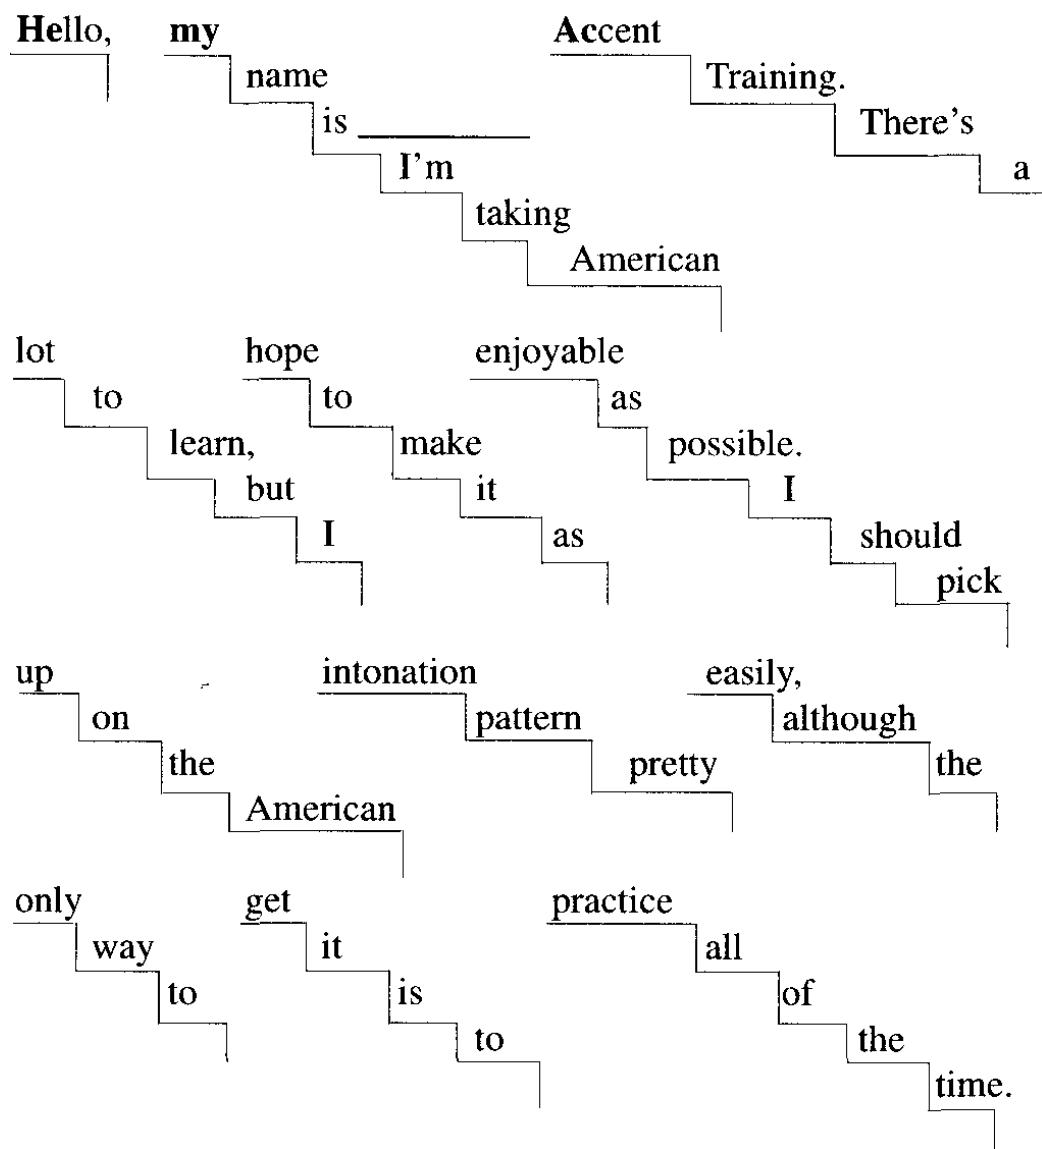 Hello,
my
name
is
I'm
taking
American
Accent
Training.
There's
a
lot
to
learn,
but
I
hope
to
make
it
as
enjoyable
as
possible.
I
should
pick
up
on
the
American
intonation
pattern
pretty
easily,
although
the
only
way
to
get
it
is
to
practice
all
of
the
time.